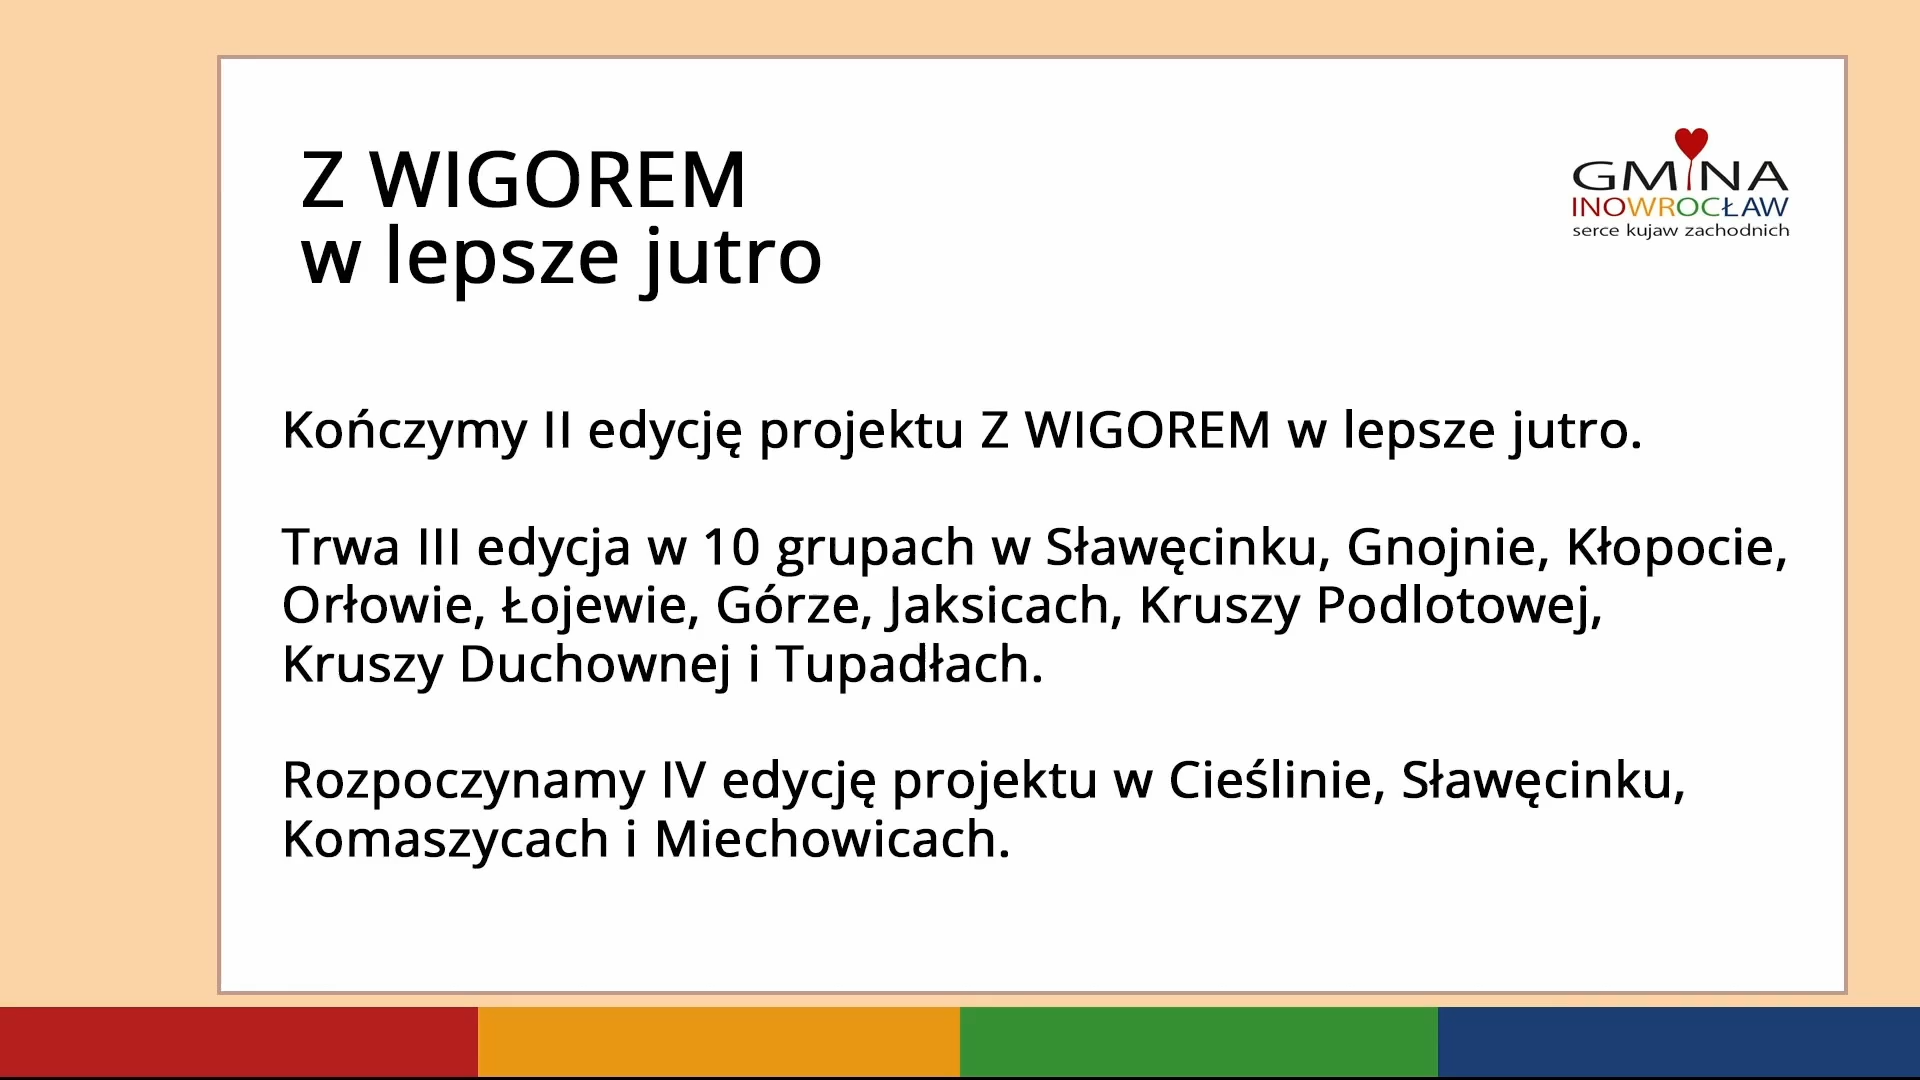 Z WIGOREM
w lepsze jutro
GMINA
INOWROCŁAW
serce kujaw zachodnich
Kończymy II edycję projektu Z WIGOREM w lepsze jutro.
Trwa III edycja w 10 grupach w Sławęcinku, Gnojnie, Kłopocie,
Orłowie, Łojewie, Górze, Jaksicach, Kruszy Podlotowej,
Kruszy Duchownej i Tupadłach.
Rozpoczynamy IV edycję projektu w Cieślinie, Sławęcinku,
Komaszycach i Miechowicach.